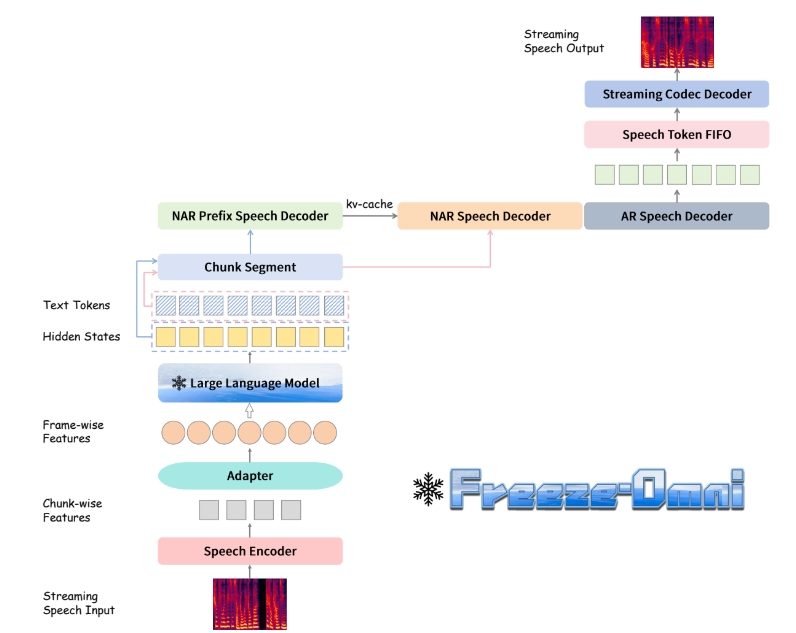 Streaming
Speech Output
Streaming Codec Decoder
Speech Token FIFO
NAR Prefix Speech Decoder
kv-cache
NAR Speech Decoder
AR Speech Decoder
Chunk Segment
Text Tokens
Hidden States
Large Language Model
Frame-wise
Features
Adapter
Freeze-Omni
Chunk-wise
Features
Speech Encoder
Streaming
Speech Input